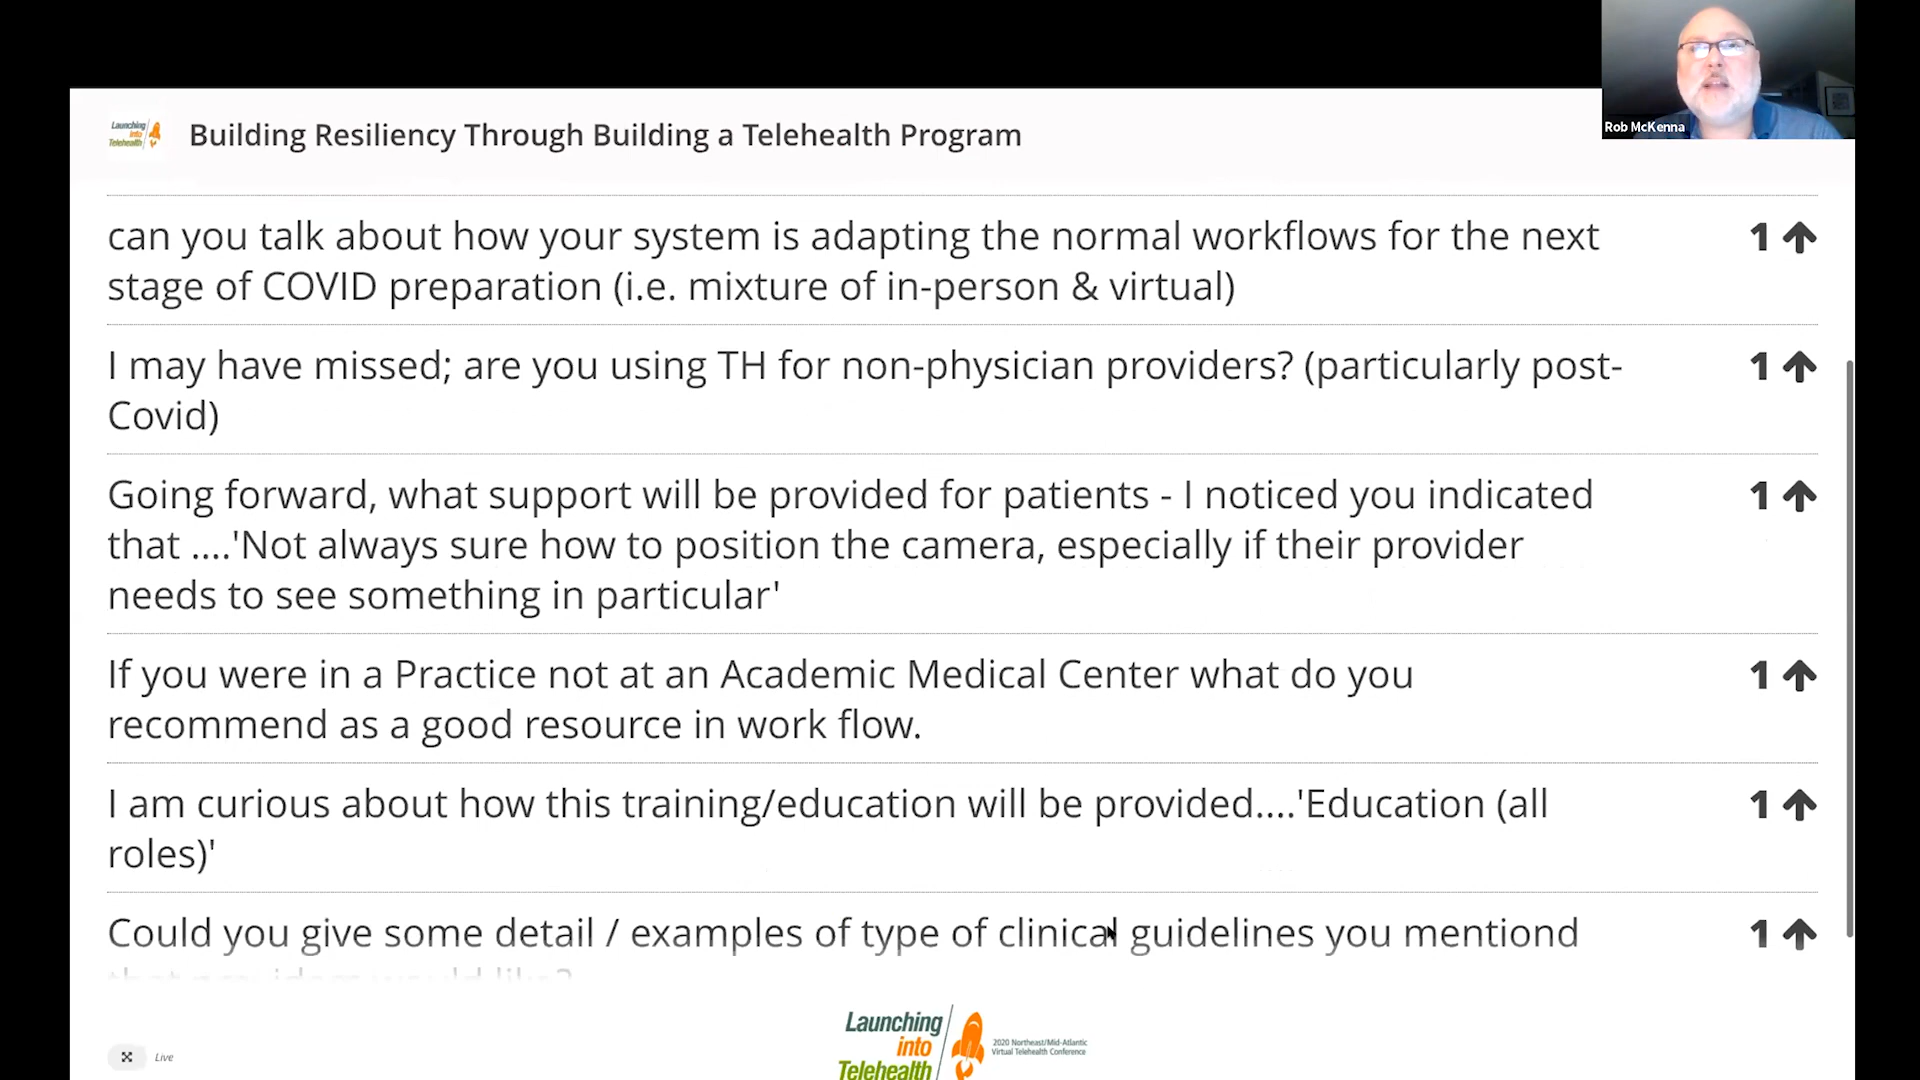 Rob McKenna
Launching
into
Telehealth
Building Resiliency Through Building a Telehealth Program
can you talk about how your system is adapting the normal workflows for the next
stage of COVID preparation (i.e. mixture of in-person & virtual)
1
I may have missed; are you using TH for non-physician providers? (particularly post-
Covid)
1
Going forward, what support will be provided for patients - I noticed you indicated
that ....'Not always sure how to position the camera, especially if their provider
needs to see something in particular'
1
If you were in a Practice not at an Academic Medical Center what do you
recommend as a good resource in work flow.
1
I am curious about how this training/education will be provided....'Education (all
roles)'
1
Could you give some detail / examples of type of clinical guidelines you mentiond
that providers would like?
1
Live
Launching
into
Telehealth
2020 Northeast/Mid-Atlantic
Virtual Telehealth Conference